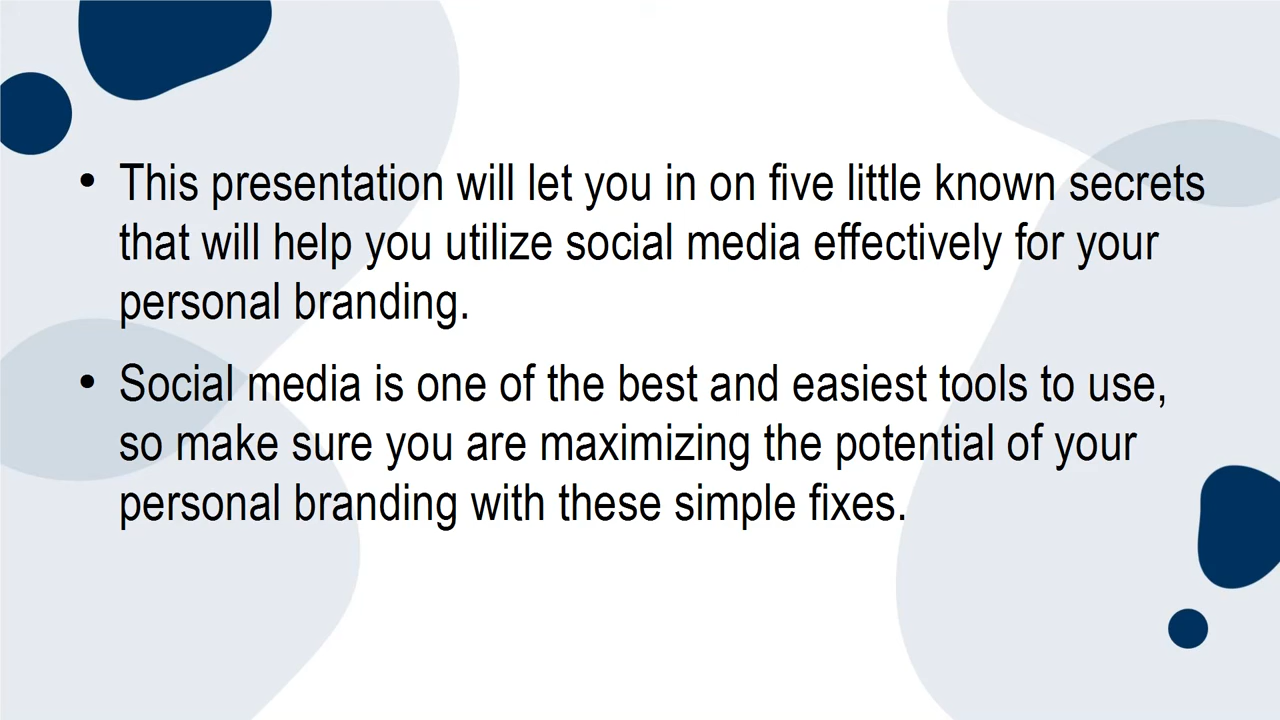 • This presentation will let you in on five little known secrets
that will help you utilize social media effectively for your
personal branding.
• Social media is one of the best and easiest tools to use,
so make sure you are maximizing the potential of your
personal branding with these simple fixes.